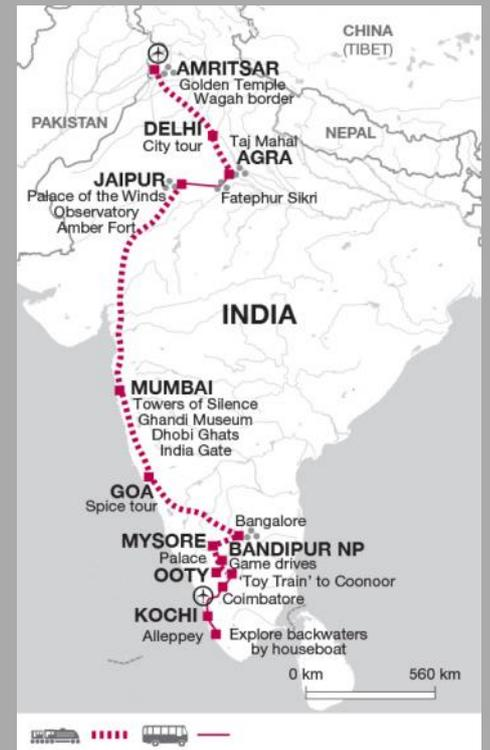 CHINA
(TIBET)
AMRITSAR
Golden Temple
Wagah border
PAKISTAN
NEPAL
DELHI
City tour
Taj Mahal
AGRA
JAIPUR
Palace of the Winds
Observatory
Amber Fort
Fatephur Sikri
INDIA
MUMBAI
Towers of Silence
Ghandi Museum
Dhobi Ghats
India Gate
GOA
Spice tour
Bangalore
MYSORE
Palace
BANDIPUR NP
Game drives
OOTY
'Toy Train' to Coonoor
Coimbatore
KOCHI
Alleppey
Explore backwaters
by houseboat
0 km 560 km